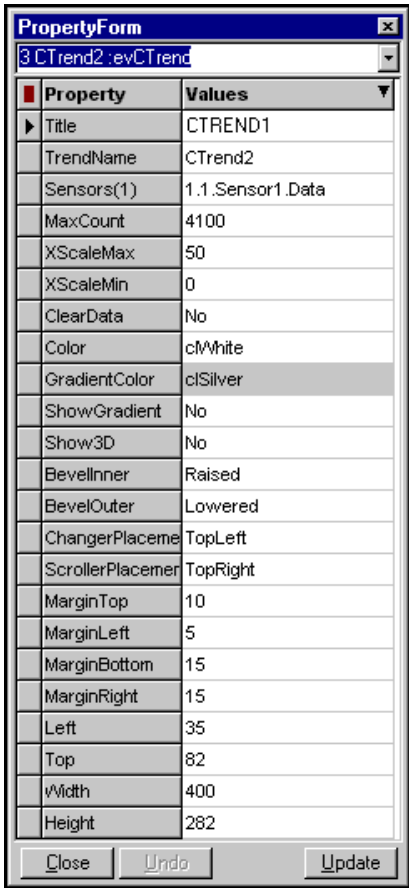 PropertyForm
3 CTrend2 :evCTrend
Property Values
Title CTREND1
TrendName CTrend2
Sensors(1) 1.1.Sensor1.Data
MaxCount 4100
XScaleMax 50
XScaleMin 0
ClearData No
Color clWhite
GradientColor clSilver
ShowGradient No
Show3D No
BevelInner Raised
BevelOuter Lowered
ChangerPlaceme TopLeft
ScrollerPlacemer TopRight
MarginTop 10
MarginLeft 5
MarginBottom 15
MarginRight 15
Left 35
Top 82
Width 400
Height 282
Close Undo Update